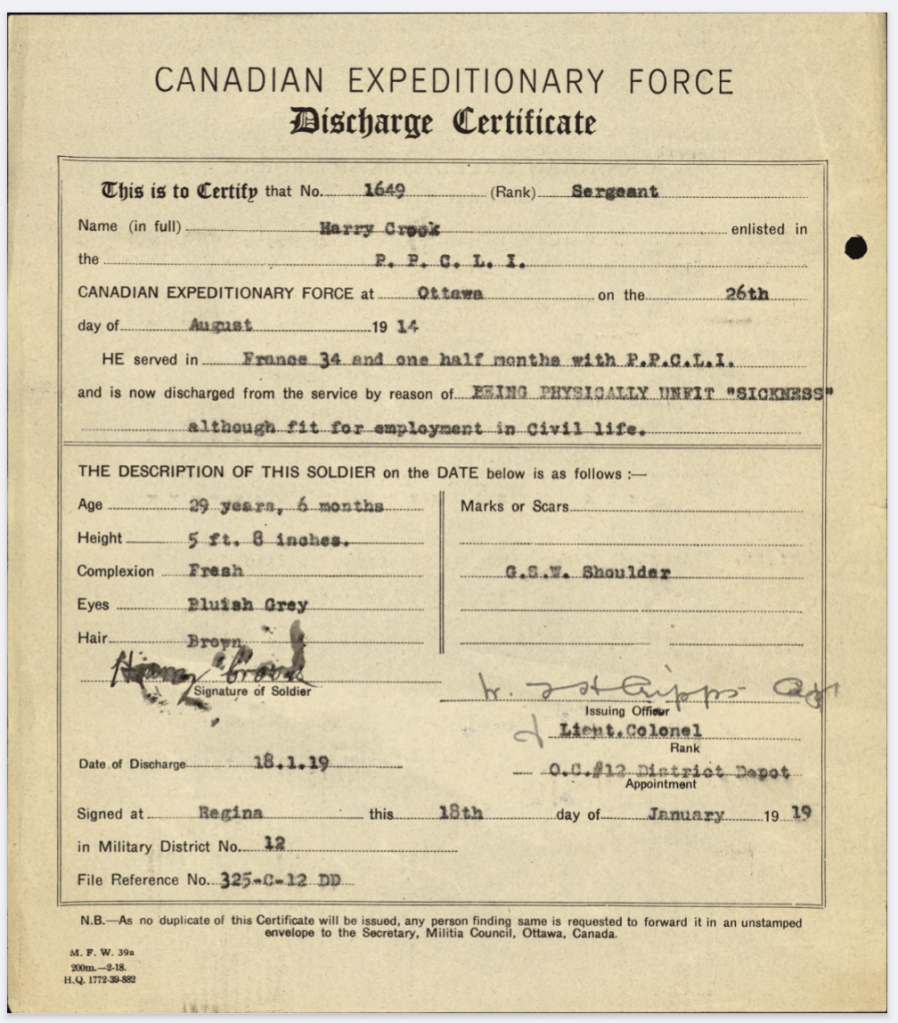 CANADIAN EXPEDITIONARY FORCE
Discharge Certificate
This is to Certify that No. 1649 (Rank) Sergeant
Name (in full) Harry Crook enlisted in
the P. P. C. L. I.
CANADIAN EXPEDITIONARY FORCE at Ottawa on the 26th
day of August 19 14
HE served in France 34 and one half months with P.P.C.L.I.
and is now discharged from the service by reason of BEING PHYSICALLY UNFIT "SICKNESS"
although fit for employment in Civil life.
THE DESCRIPTION OF THIS SOLDIER on the DATE below is as follows :—
Age 29 years, 6 months
Height 5 ft. 8 inches.
Complexion Fresh
Eyes Bluish Grey
Hair Brown
Marks or Scars
G.S.W. Shoulder
Harry Crook
Signature of Soldier
Cripps
Issuing Officer
Lieut.Colonel
Rank
O.C.#12 District Depot
Appointment
Date of Discharge 18.1.19
Signed at Regina this 18th day of January 19 19
in Military District No. 12
File Reference No. 325-C-12 DD
N.B.—As no duplicate of this Certificate will be issued, any person finding same is requested to forward it in an unstamped
envelope to the Secretary, Militia Council, Ottawa, Canada.
M. F. W. 39a
200m.—2-18.
H.Q. 1772-39-882